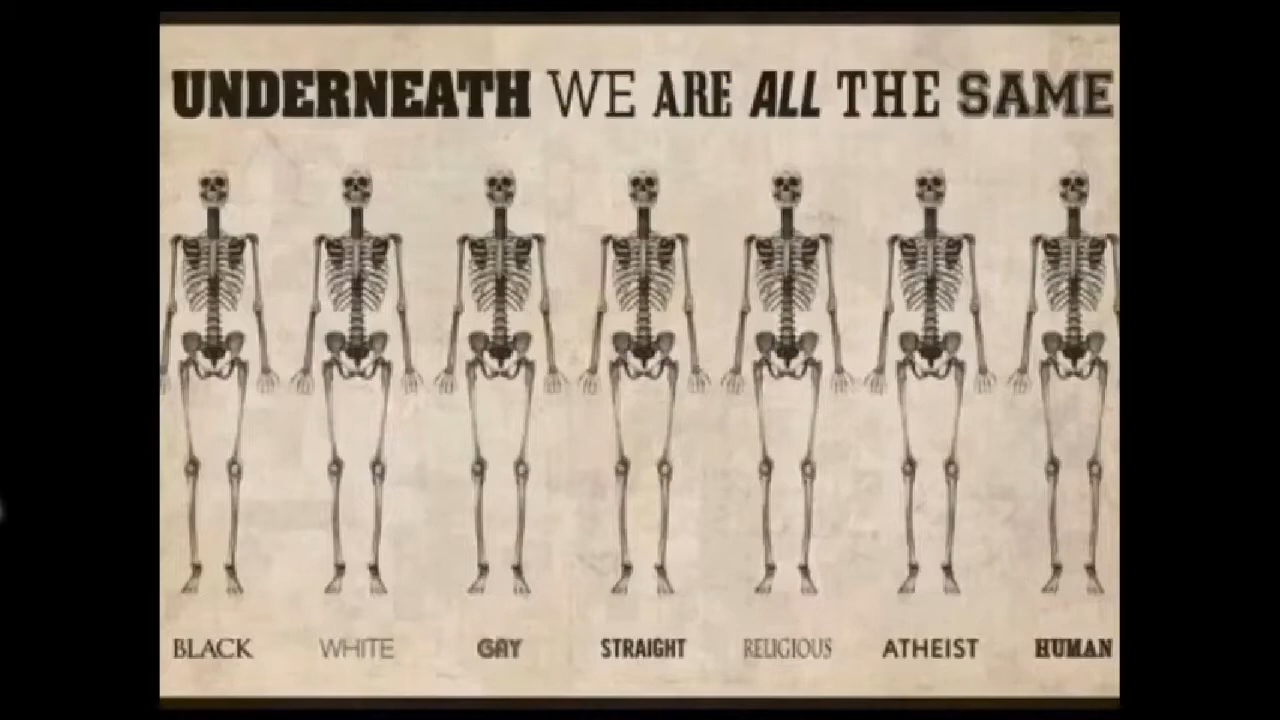 UNDERNEATH WE ARE ALL THE SAME
BLACK WHITE GAY STRAIGHT RELIGIOUS ATHEIST HUMAN